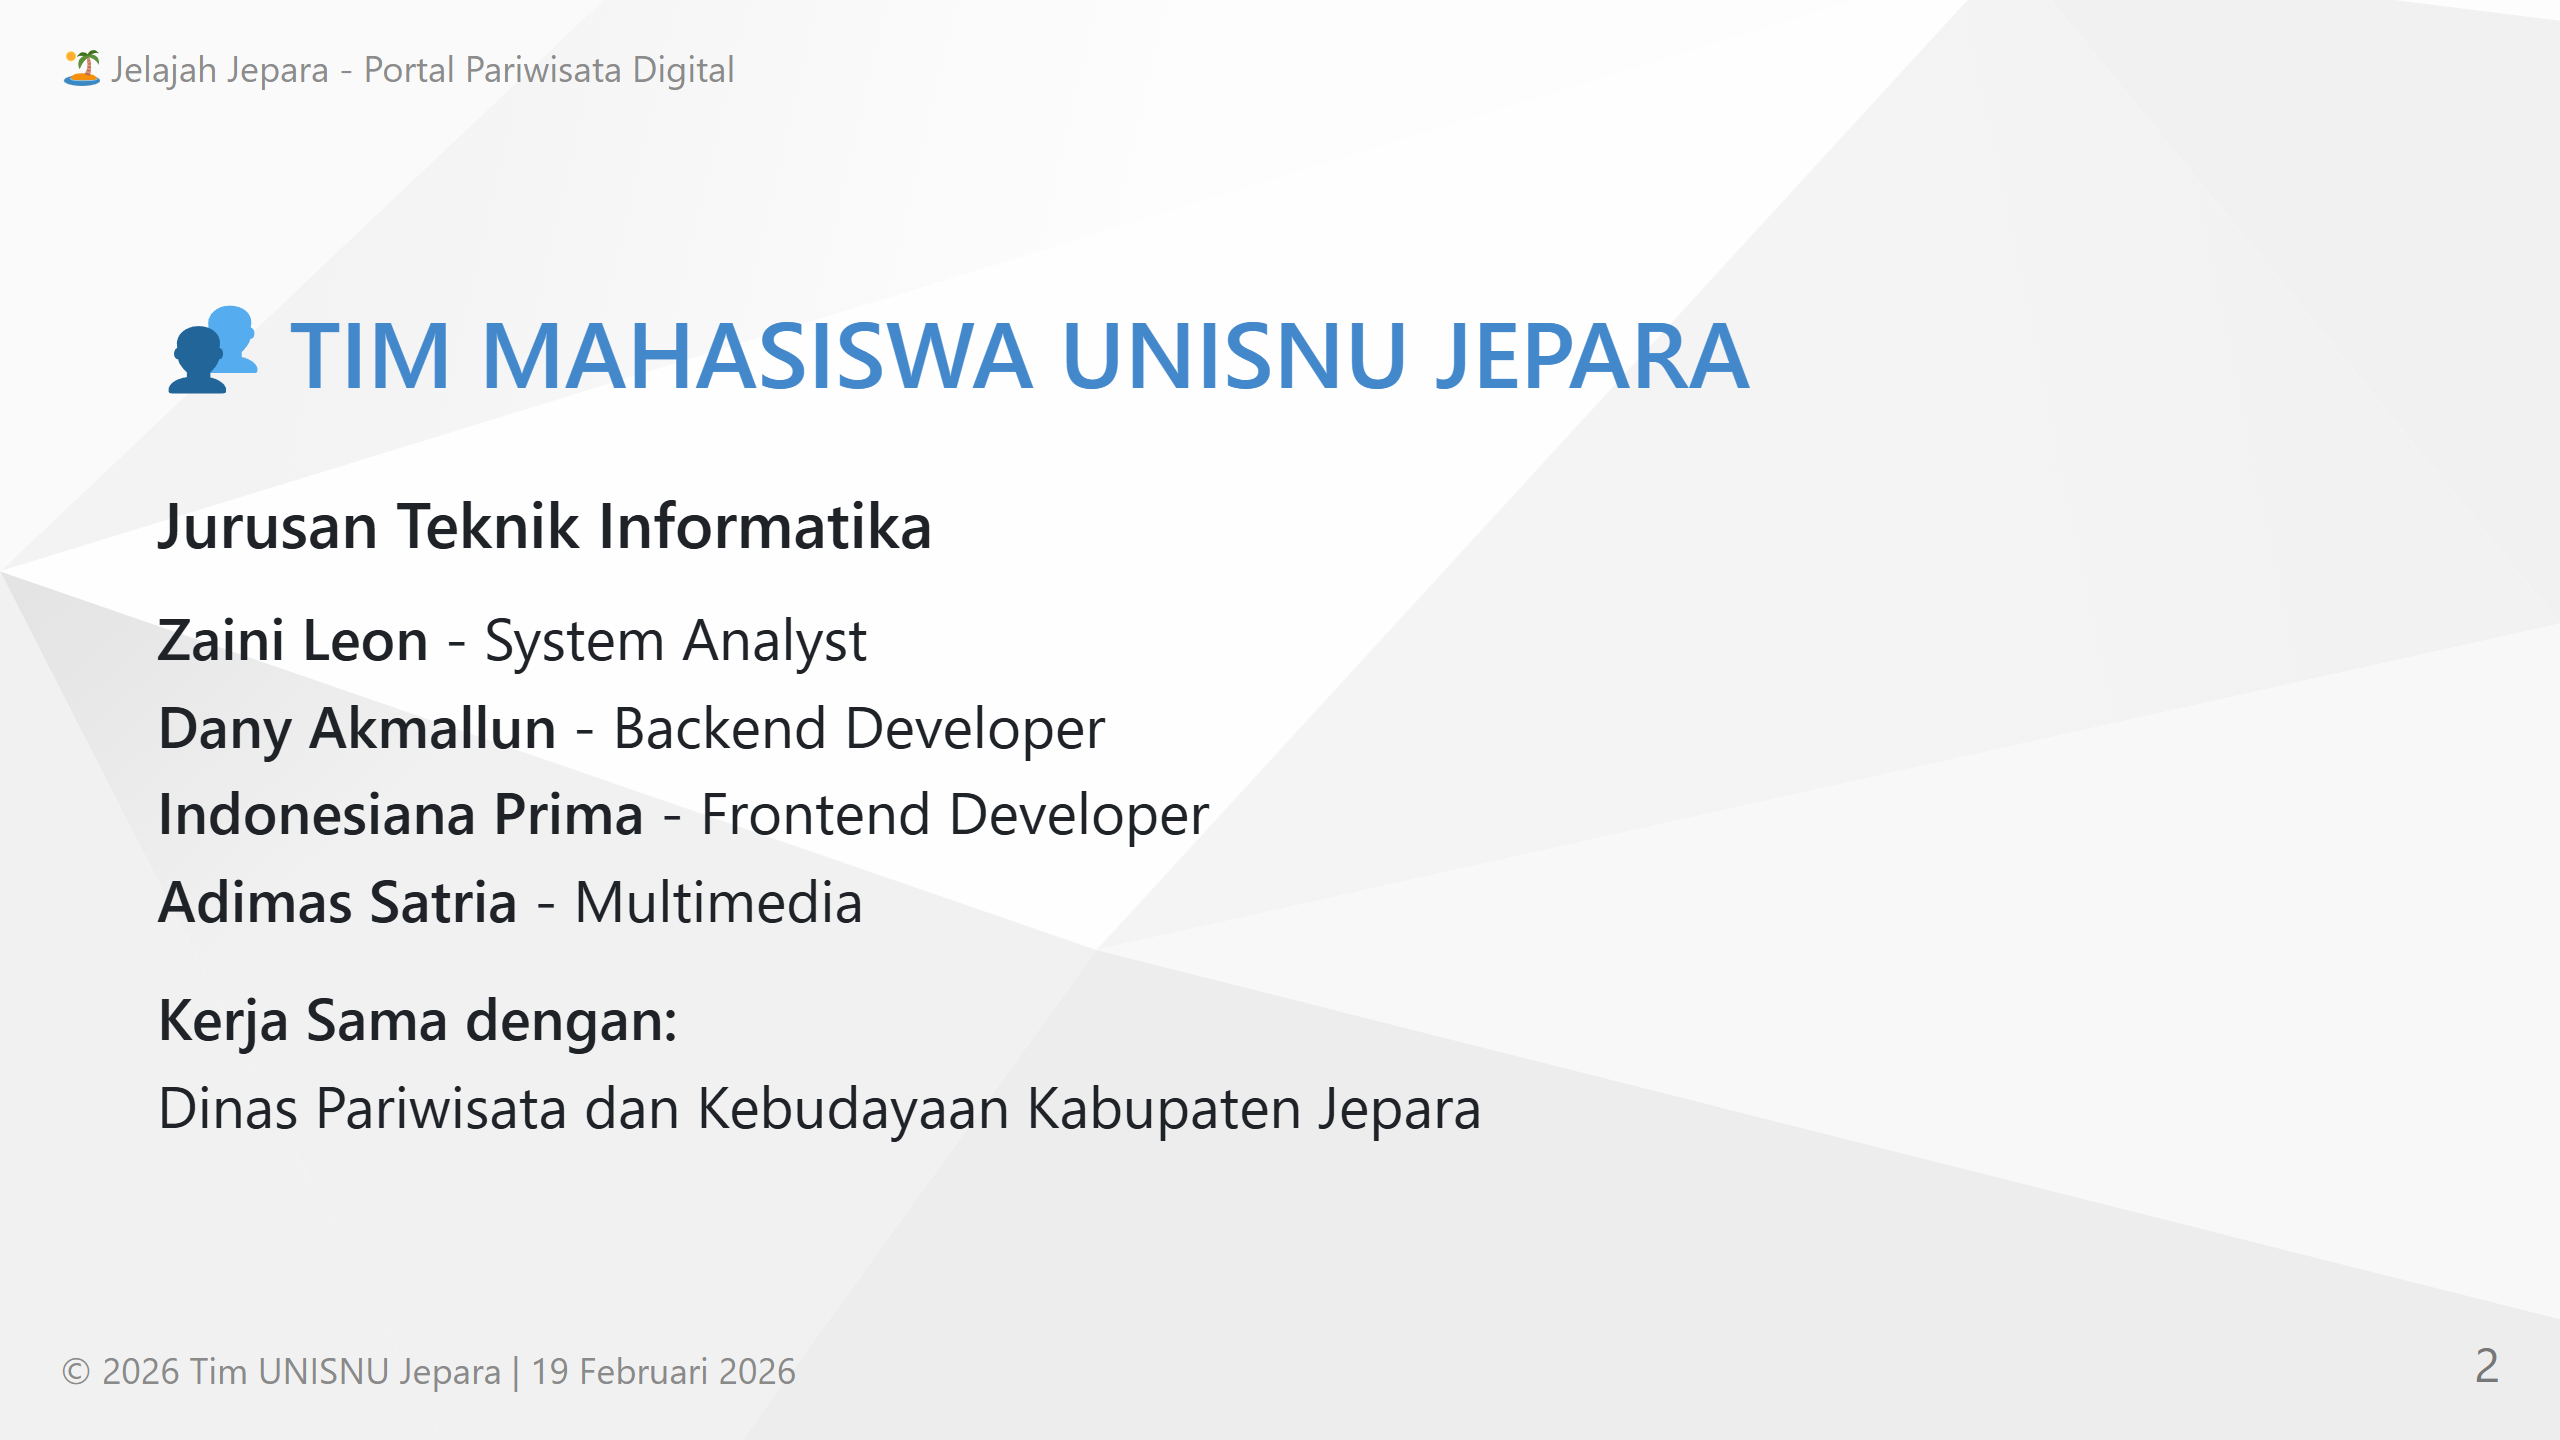 Jelajah Jepara - Portal Pariwisata Digital
TIM MAHASISWA UNISNU JEPARA
Jurusan Teknik Informatika
Zaini Leon - System Analyst
Dany Akmallun - Backend Developer
Indonesiana Prima - Frontend Developer
Adimas Satria - Multimedia
Kerja Sama dengan:
Dinas Pariwisata dan Kebudayaan Kabupaten Jepara
© 2026 Tim UNISNU Jepara | 19 Februari 2026
2